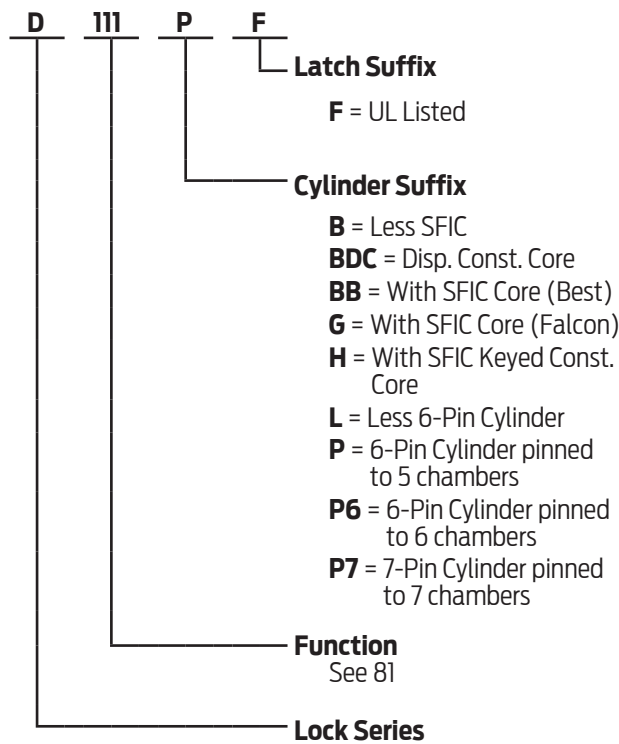 D 111 P F
Latch Suffix
F = UL Listed
Cylinder Suffix
B = Less SFIC
BDC = Disp. Const. Core
BB = With SFIC Core (Best)
G = With SFIC Core (Falcon)
H = With SFIC Keyed Const.
Core
L = Less 6-Pin Cylinder
P = 6-Pin Cylinder pinned
to 5 chambers
P6 = 6-Pin Cylinder pinned
to 6 chambers
P7 = 7-Pin Cylinder pinned
to 7 chambers
Function
See 81
Lock Series